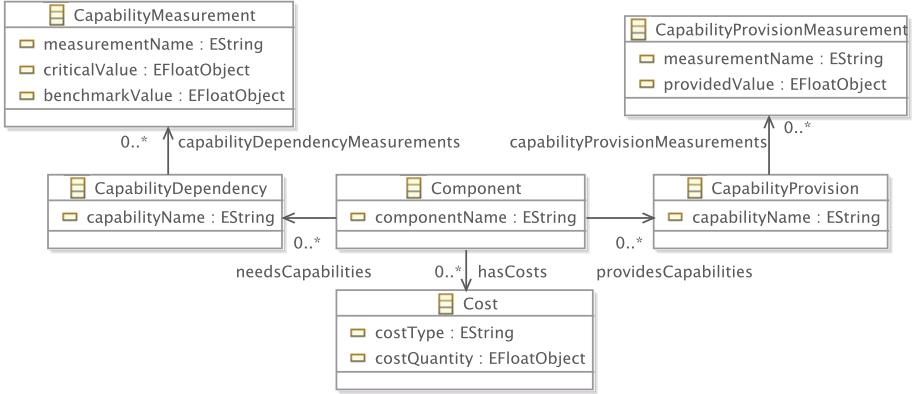 CapabilityMeasurement
measurementName : EString
criticalValue : EFloatObject
benchmarkValue : EFloatObject
CapabilityProvisionMeasurement
measurementName : EString
providedValue : EFloatObject
0..*
capabilityDependencyMeasurements
capabilityProvisionMeasurements
0..*
CapabilityDependency
capabilityName : EString
Component
componentName : EString
CapabilityProvision
capabilityName : EString
0..*
needsCapabilities
0..*
hasCosts
0..*
providesCapabilities
Cost
costType : EString
costQuantity : EFloatObject